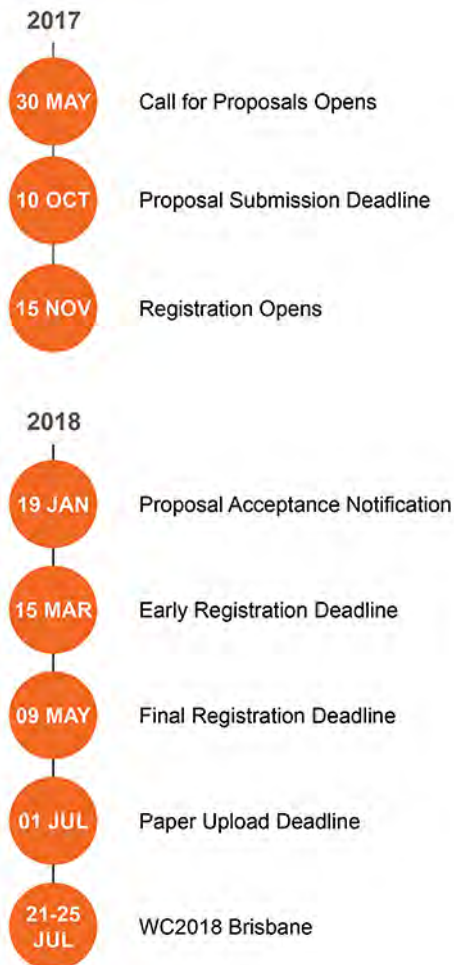 2017
30 MAY
Call for Proposals Opens
10 OCT
Proposal Submission Deadline
15 NOV
Registration Opens
2018
19 JAN
Proposal Acceptance Notification
15 MAR
Early Registration Deadline
09 MAY
Final Registration Deadline
01 JUL
Paper Upload Deadline
21-25
JUL
WC2018 Brisbane